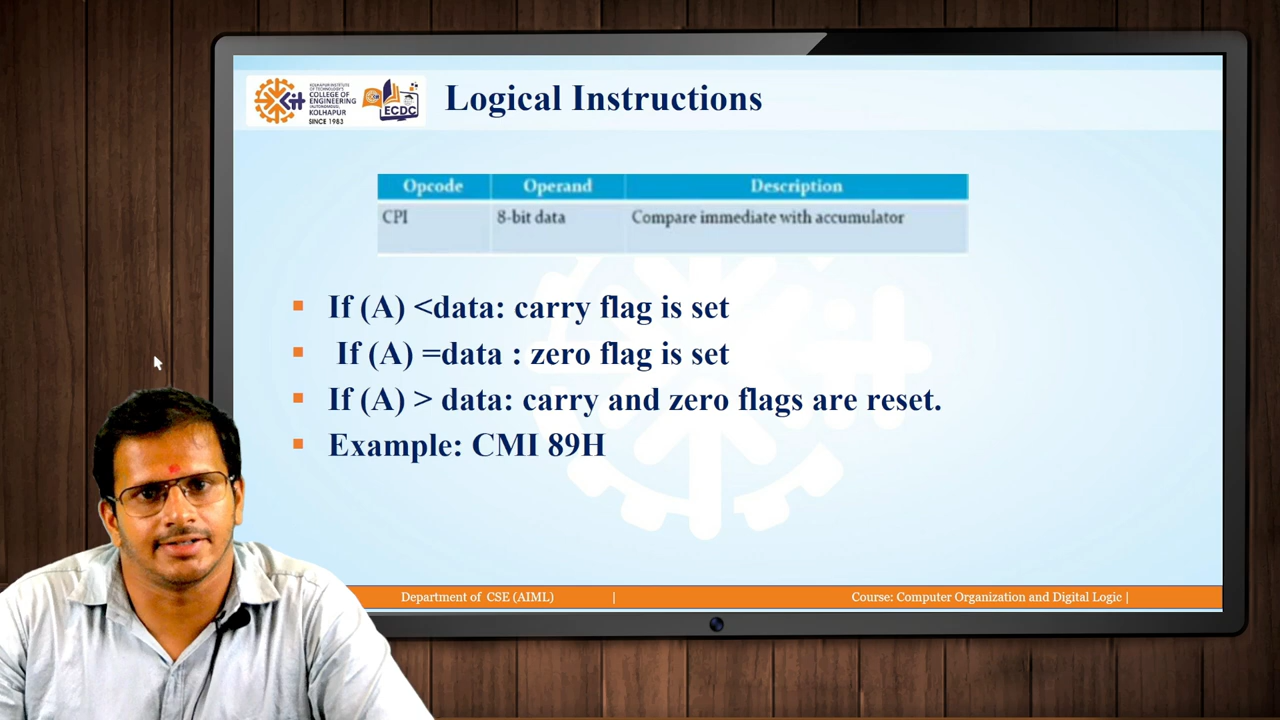 KOLHAPUR INSTITUTE
OF TECHNOLOGY'S
COLLEGE OF
ENGINEERING
(AUTONOMOUS),
KOLHAPUR
SINCE 1983
kit
ECDC
Logical Instructions
Opcode Operand Description
CPI 8-bit data Compare immediate with accumulator
If (A) <data: carry flag is set
If (A) =data : zero flag is set
If (A) > data: carry and zero flags are reset.
Example: CMI 89H
Department of CSE (AIML) | Course: Computer Organization and Digital Logic |